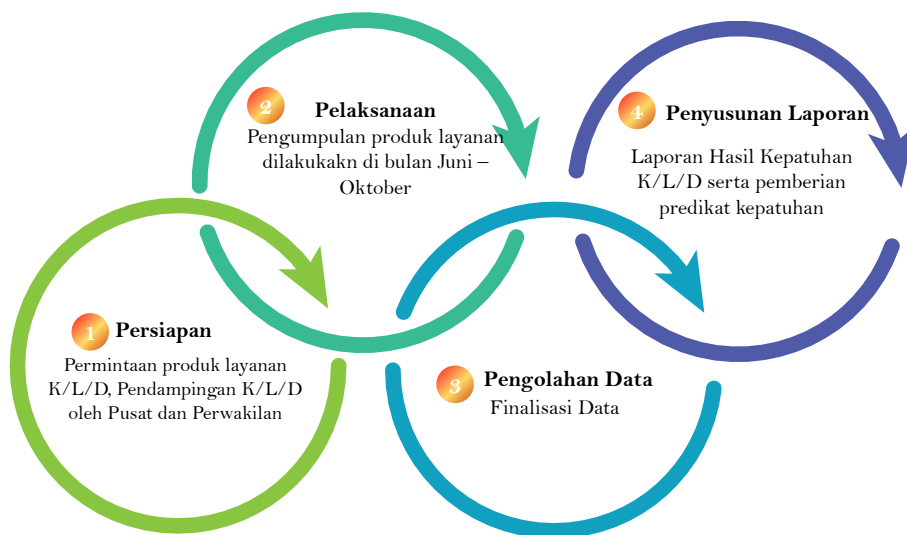 1 Persiapan
Permintaan produk layanan
K/L/D, Pendampingan K/L/D
oleh Pusat dan Perwakilan
2 Pelaksanaan
Pengumpulan produk layanan
dilakukakn di bulan Juni –
Oktober
3 Pengolahan Data
Finalisasi Data
4 Penyusunan Laporan
Laporan Hasil Kepatuhan
K/L/D serta pemberian
predikat kepatuhan